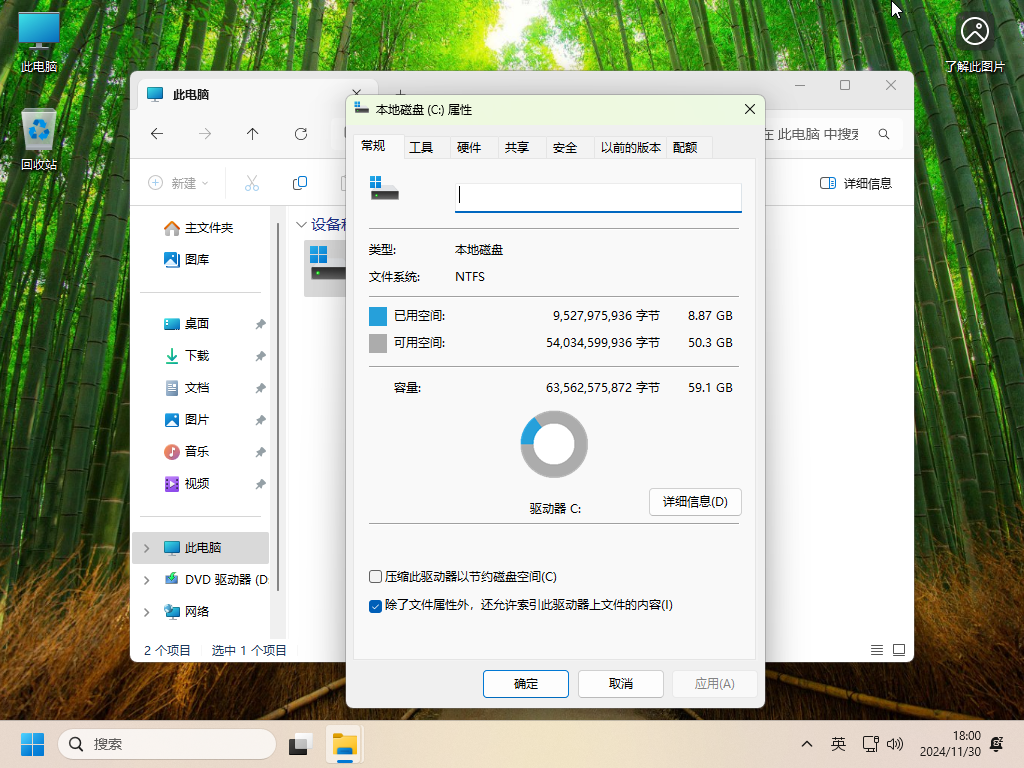 此电脑
回收站
了解此图片
此电脑
在 此电脑 中搜索
新建
详细信息
主文件夹
图库
桌面
下载
文档
图片
音乐
视频
此电脑
DVD 驱动器 (D
网络
设备和
2 个项目
选中 1 个项目
本地磁盘 (C:) 属性
常规
工具
硬件
共享
安全
以前的版本
配额
类型:
本地磁盘
文件系统:
NTFS
已用空间:
9,527,975,936 字节
8.87 GB
可用空间:
54,034,599,936 字节
50.3 GB
容量:
63,562,575,872 字节
59.1 GB
驱动器 C:
详细信息(D)
压缩此驱动器以节约磁盘空间(C)
除了文件属性外，还允许索引此驱动器上文件的内容(I)
确定
取消
应用(A)
搜索
英
18:00
2024/11/30